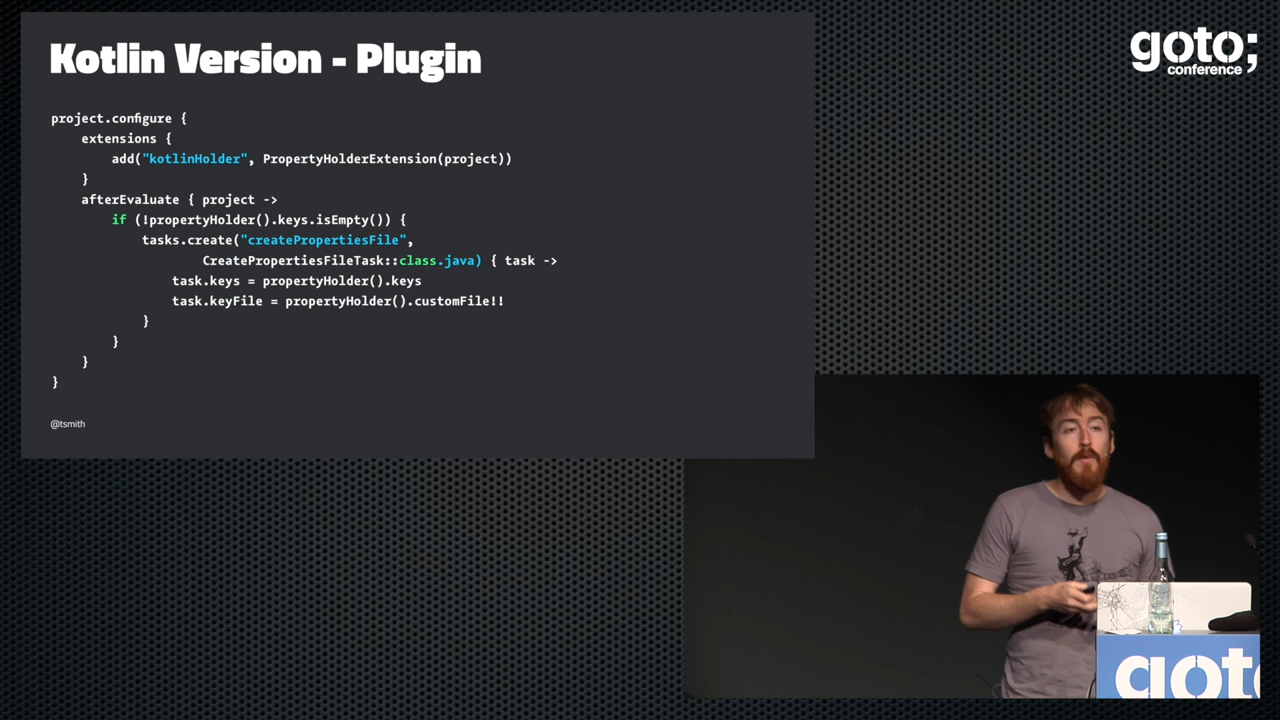 Kotlin Version - Plugin
project.configure {
extensions {
add("kotlinHolder", PropertyHolderExtension(project))
}
afterEvaluate { project ->
if (!propertyHolder().keys.isEmpty()) {
tasks.create("createPropertiesFile",
CreatePropertiesFileTask::class.java) { task ->
task.keys = propertyHolder().keys
task.keyFile = propertyHolder().customFile!!
}
}
}
}
@tsmith
goto;
conference
goto